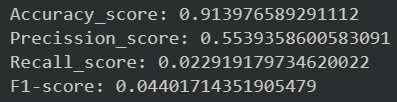 Accuracy_score: 0.913976589291112
Precission_score: 0.5539358600583091
Recall_score: 0.022919179734620022
F1-score: 0.04401714351905479